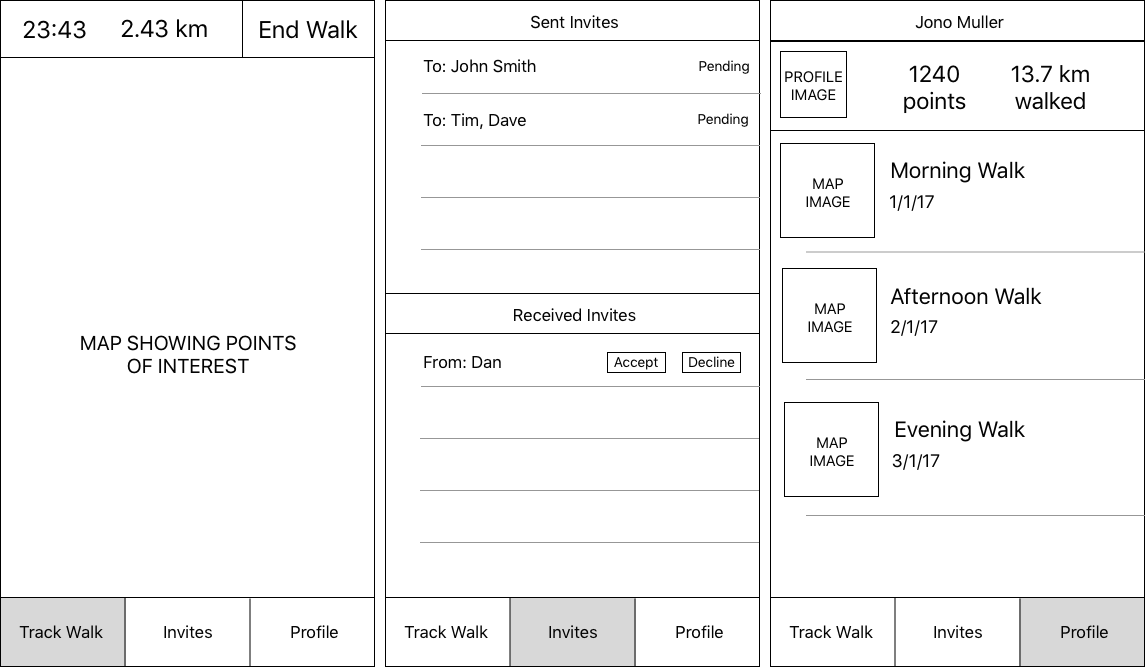 23:43 2.43 km End Walk
MAP SHOWING POINTS
OF INTEREST
Track Walk Invites Profile
Sent Invites
To: John Smith Pending
To: Tim, Dave Pending
Received Invites
From: Dan Accept Decline
Track Walk Invites Profile
Jono Muller
PROFILE
IMAGE
1240
points
13.7 km
walked
MAP
IMAGE
Morning Walk
1/1/17
MAP
IMAGE
Afternoon Walk
2/1/17
MAP
IMAGE
Evening Walk
3/1/17
Track Walk Invites Profile